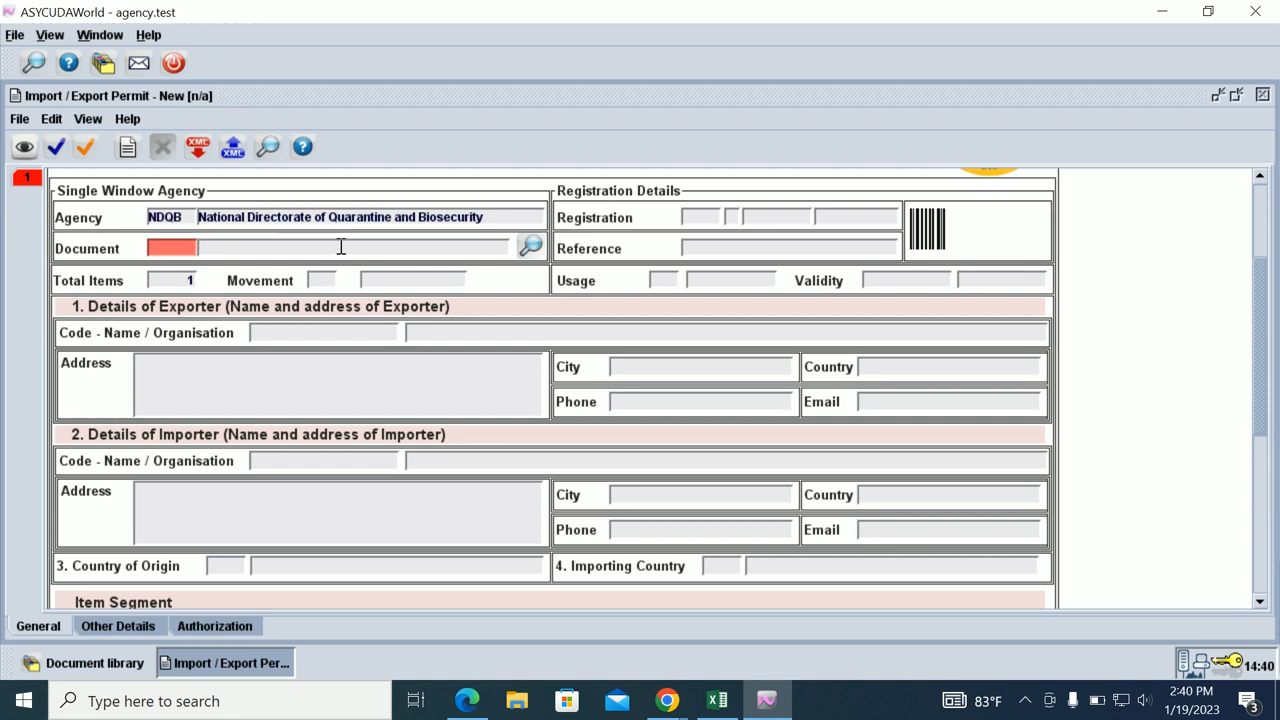 ASYCUDAWorld - agency.test
File View Window Help
Import / Export Permit - New [n/a]
File Edit View Help
XML XML
1
Single Window Agency Registration Details
Agency NDQB National Directorate of Quarantine and Biosecurity Registration
Document Reference
Total Items 1 Movement Usage Validity
1. Details of Exporter (Name and address of Exporter)
Code - Name / Organisation
Address City Country
Phone Email
2. Details of Importer (Name and address of Importer)
Code - Name / Organisation
Address City Country
Phone Email
3. Country of Origin 4. Importing Country
Item Segment
General Other Details Authorization
Document library Import / Export Per... 14:40
Type here to search 83°F 2:40 PM
1/19/2023 3